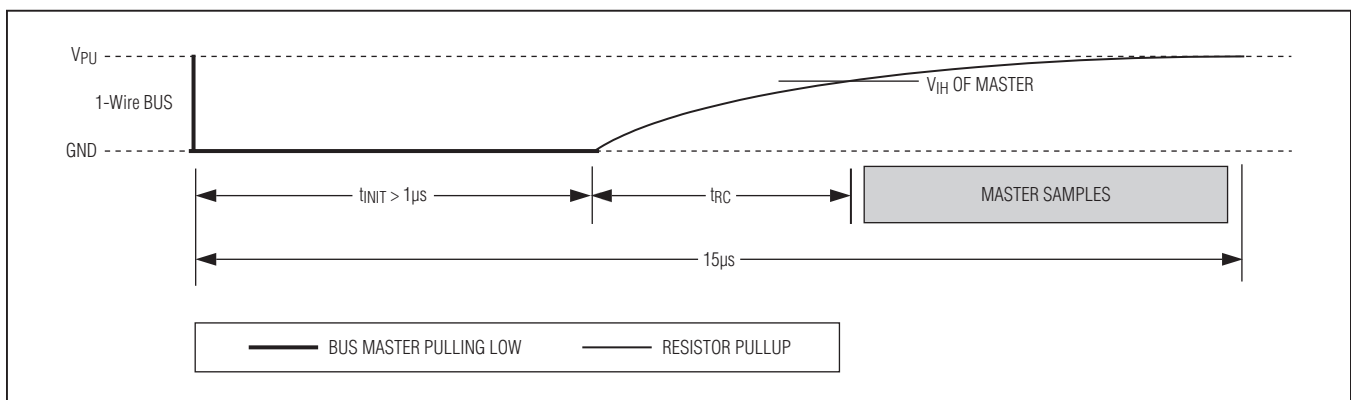 VPU
1-Wire BUS
GND
VIH OF MASTER
tINIT > 1µs
tRC
MASTER SAMPLES
15µs
BUS MASTER PULLING LOW
RESISTOR PULLUP